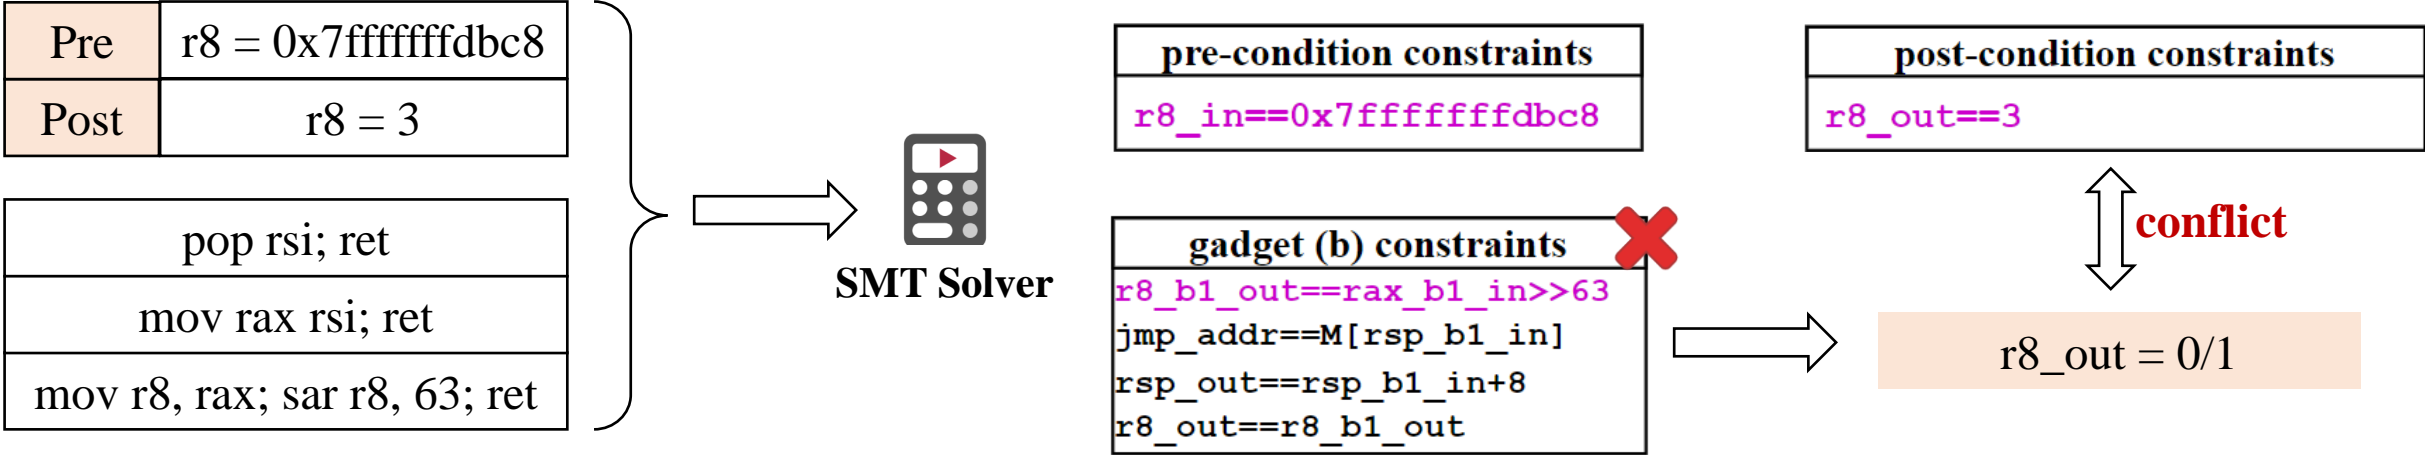 Pre
r8 = 0x7fffffffdbc8
Post
r8 = 3
pop rsi; ret
mov rax rsi; ret
mov r8, rax; sar r8, 63; ret
SMT Solver
pre-condition constraints
r8_in==0x7fffffffdbc8
gadget (b) constraints
r8_b1_out==rax_b1_in>>63
jmp_addr==M[rsp_b1_in]
rsp_out==rsp_b1_in+8
r8_out==r8_b1_out
post-condition constraints
r8_out==3
conflict
r8_out = 0/1